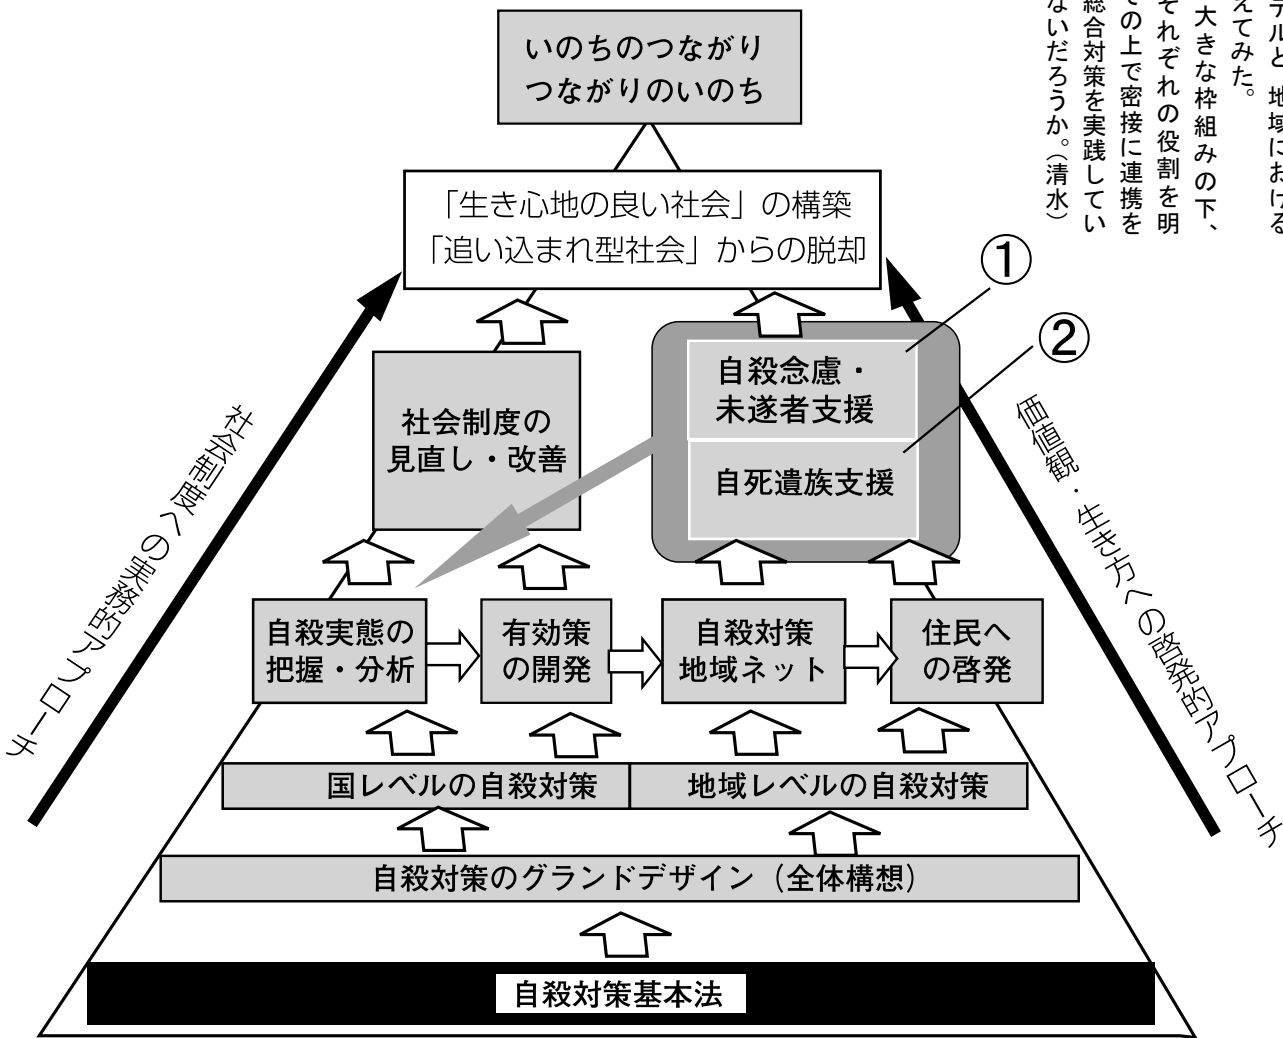 テルと 地域における
えてみた。
大きな枠組みの下、
それぞれの役割を明
の上で密接に連携を
総合対策を実践してい
ないだろうか。（清水）
いのちのつながり
つながりのいのち
「生き心地の良い社会」の構築
「追い込まれ型社会」からの脱却
①
②
自殺念慮・
未遂者支援
自死遺族支援
社会制度の
見直し・改善
社会制度への実務的アプローチ
価値観・生き方への啓発的アプローチ
自殺実態の
把握・分析
有効策
の開発
自殺対策
地域ネット
住民へ
の啓発
国レベルの自殺対策
地域レベルの自殺対策
自殺対策のグランドデザイン（全体構想）
自殺対策基本法